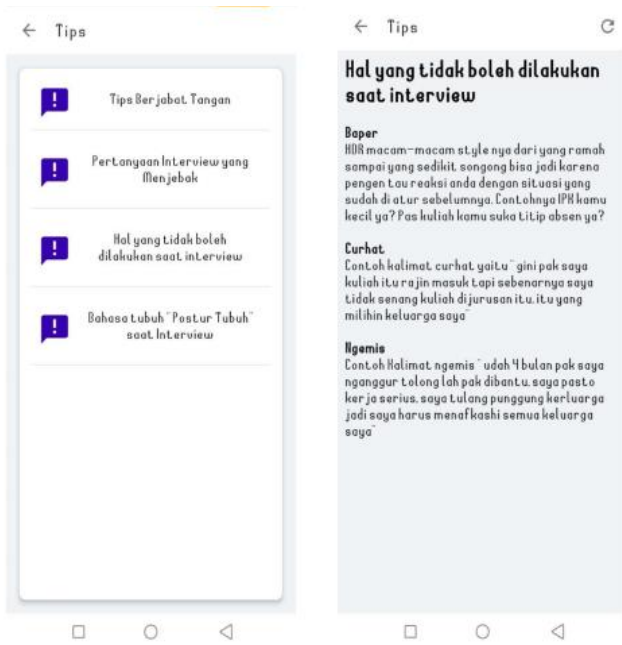 Tips
Tips Berjabat Tangan
Pertanyaan Interview yang
Menjebak
Hal yang tidak boleh
dilakukan saat interview
Bahasa tubuh "Postur Tubuh"
saat Interview
Tips
Hal yang tidak boleh dilakukan
saat interview
Baper
HDR macam-macam style nya dari yang ramah
sampai yang sedikit songong bisa jadi karena
pengen tau reaksi anda dengan situasi yang
sudah di atur sebelumnya. Contohnya IPK kamu
kecil ya? Pas kuliah kamu suka titip absen ya?
Curhat
Contoh kalimat curhat yaitu "gini pak saya
kuliah itu rajin masuk tapi sebenarnya saya
tidak senang kuliah dijurusan itu. itu yang
milihin keluarga saya"
Ngemis
Contoh Kalimat ngemis "udah 4 bulan pak saya
nganggur tolong lah pak dibantu. saya pasto
kerja serius. saya tulang punggung kerluarga
jadi saya harus menafkashi semua keluarga
saya"